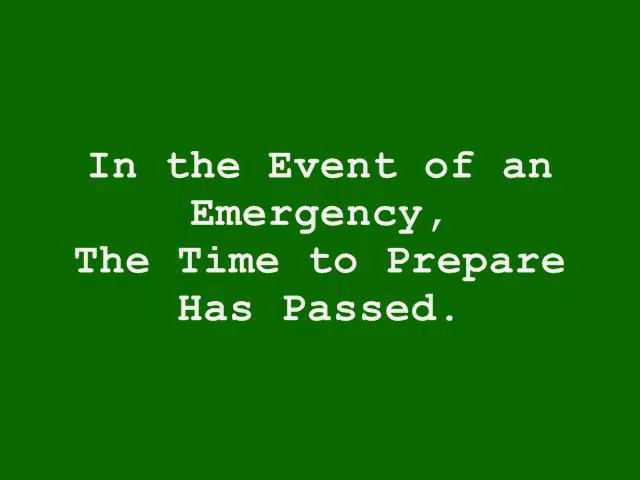 In the Event of an
Emergency,
The Time to Prepare
Has Passed.